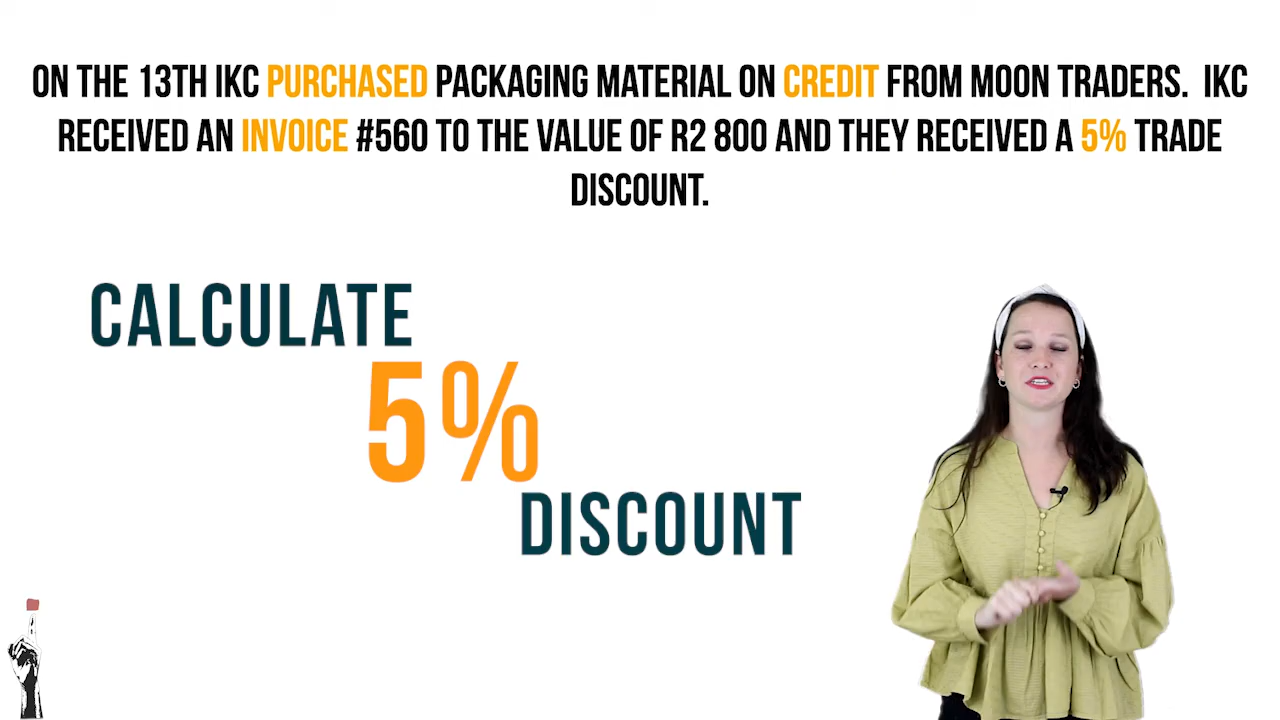 ON THE 13TH IKC PURCHASED PACKAGING MATERIAL ON CREDIT FROM MOON TRADERS. IKC
RECEIVED AN INVOICE #560 TO THE VALUE OF R2 800 AND THEY RECEIVED A 5% TRADE
DISCOUNT.
CALCULATE
5%
DISCOUNT